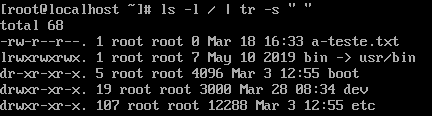 [root@localhost ~]# ls -l / | tr -s " "
total 68
-rw-r--r--. 1 root root 0 Mar 18 16:33 a-teste.txt
lrwxrwxrwx. 1 root root 7 May 10 2019 bin -> usr/bin
dr-xr-xr-x. 5 root root 4096 Mar 3 12:55 boot
drwxr-xr-x. 19 root root 3000 Mar 28 08:34 dev
drwxr-xr-x. 107 root root 12288 Mar 3 12:55 etc